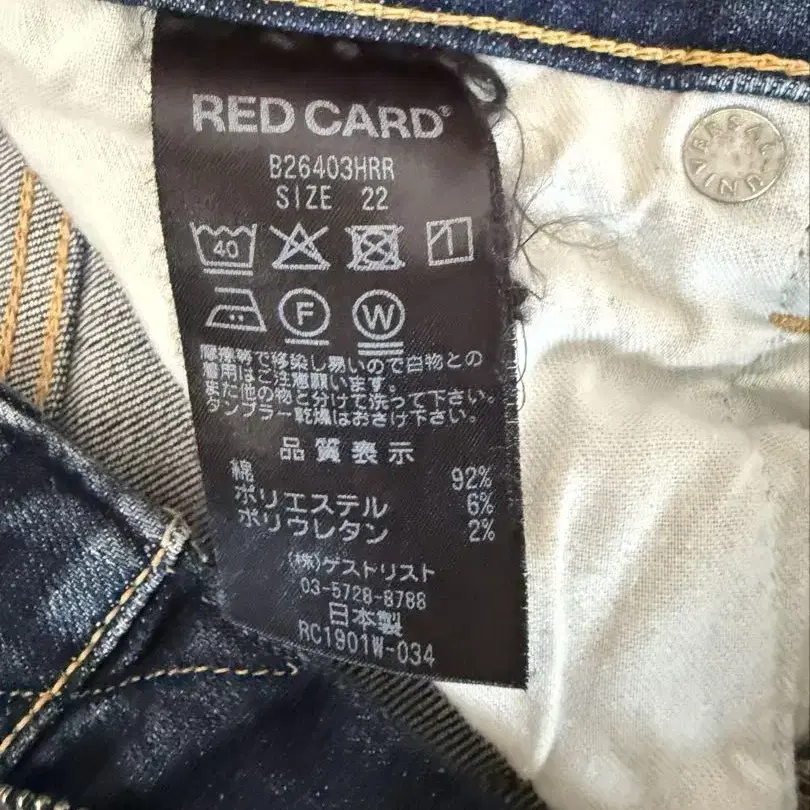 RED CARD®
B26403HRR
SIZE 22
40
F W
摩擦等で移染し易いので白物との
着用はご注意願います。
また他の物と分けて洗って下さい。
タンブラー乾燥はおさけ下さい。
品質表示
綿 92%
ポリエステル 6%
ポリウレタン 2%
(株)ゲストリスト
03-5728-8788
日本製
RC1901W-034
UNIVERSAL